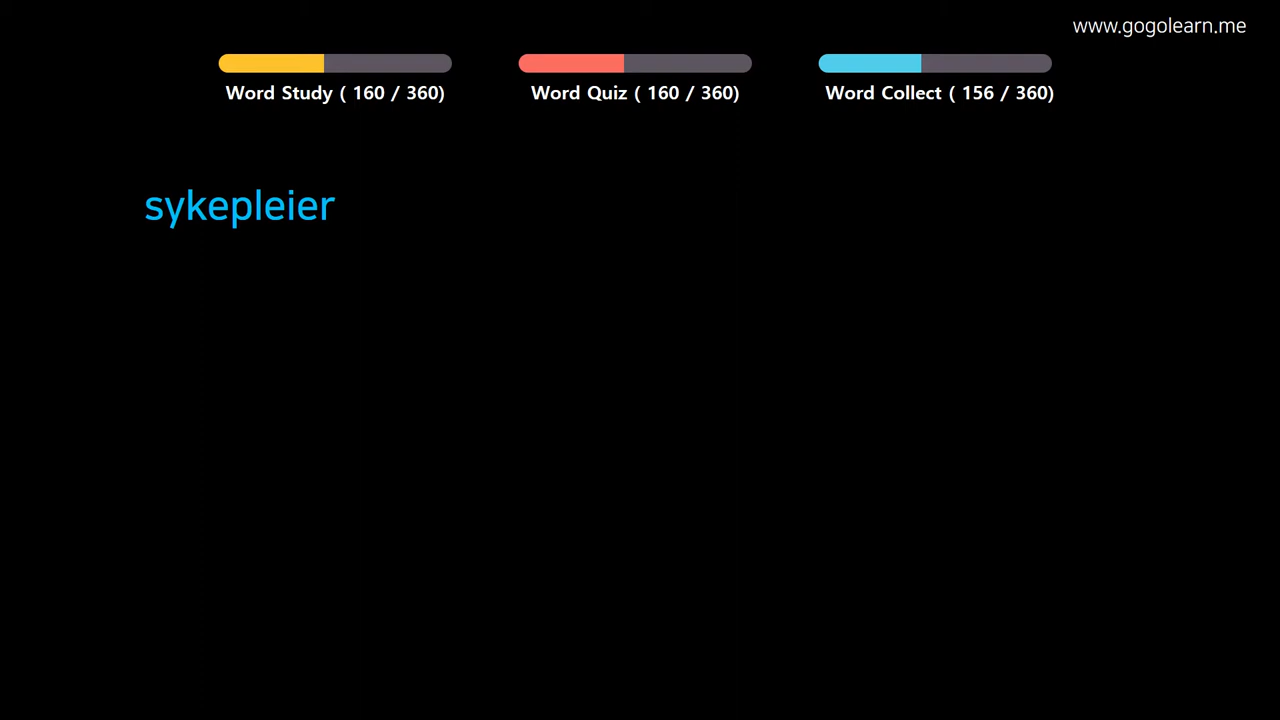 www.gogolearn.me
Word Study ( 160 / 360)
Word Quiz ( 160 / 360)
Word Collect ( 156 / 360)
sykepleier